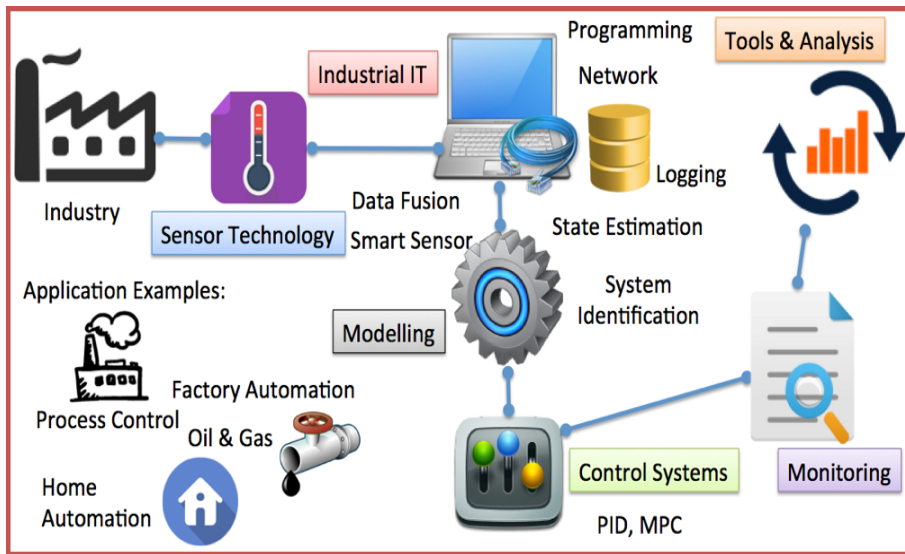 Programming
Tools & Analysis
Industrial IT
Network
Logging
Industry
Data Fusion
Sensor Technology
Smart Sensor
State Estimation
Application Examples:
System
Identification
Modelling
Factory Automation
Process Control
Oil & Gas
Control Systems
Monitoring
Home
Automation
PID, MPC